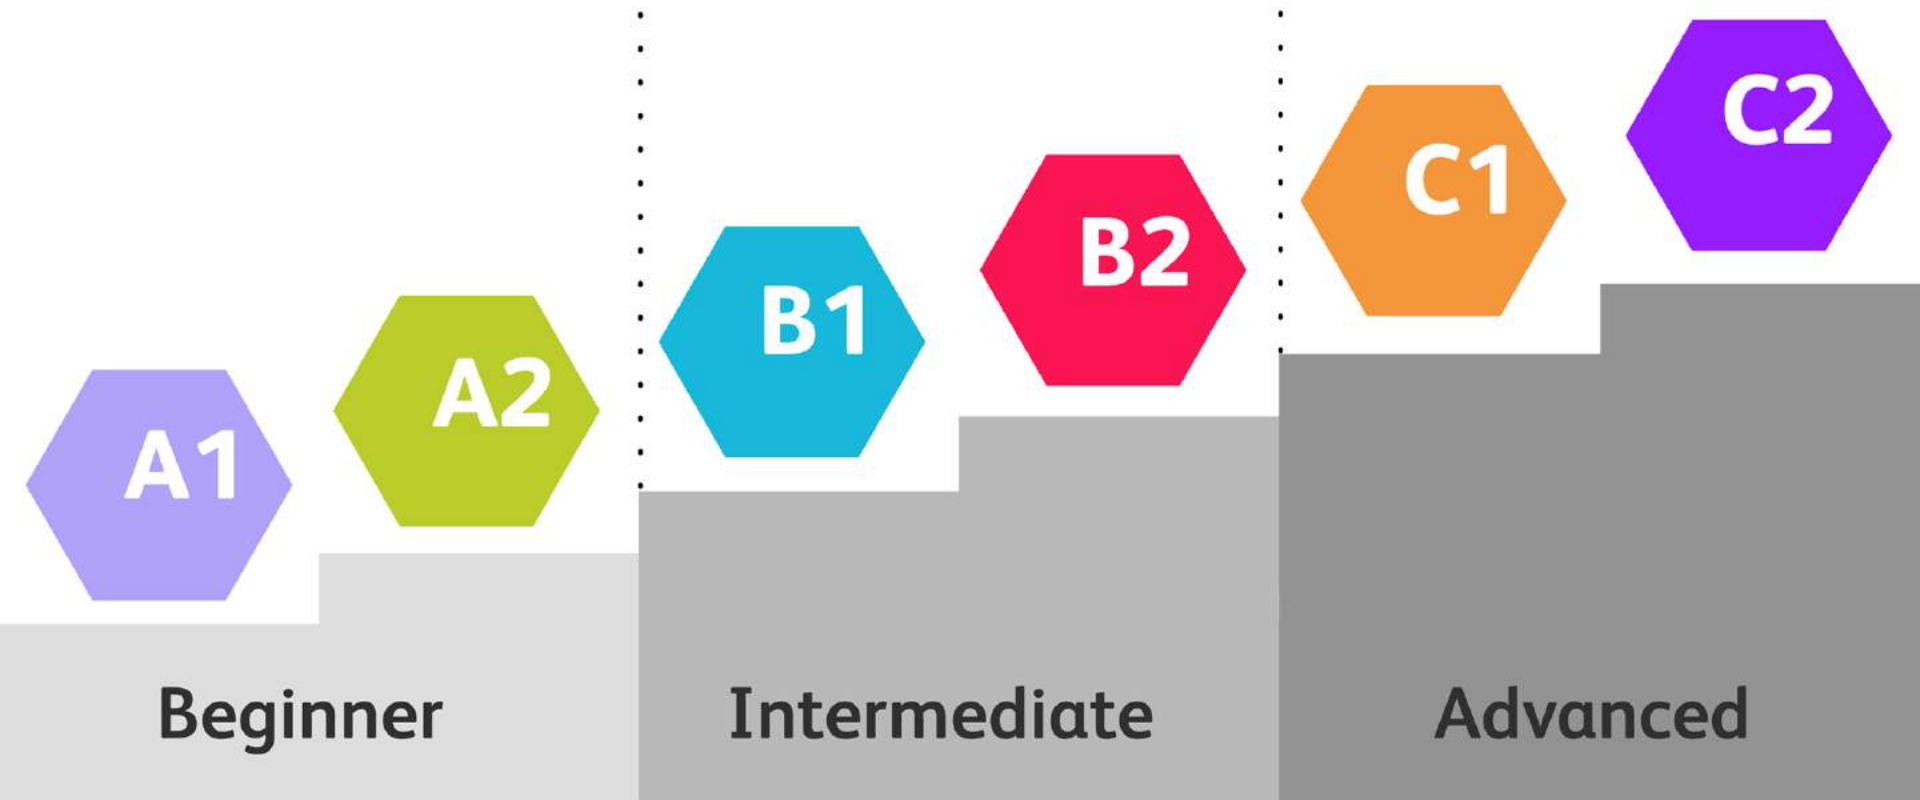 A1
A2
B1
B2
C1
C2
Beginner
Intermediate
Advanced